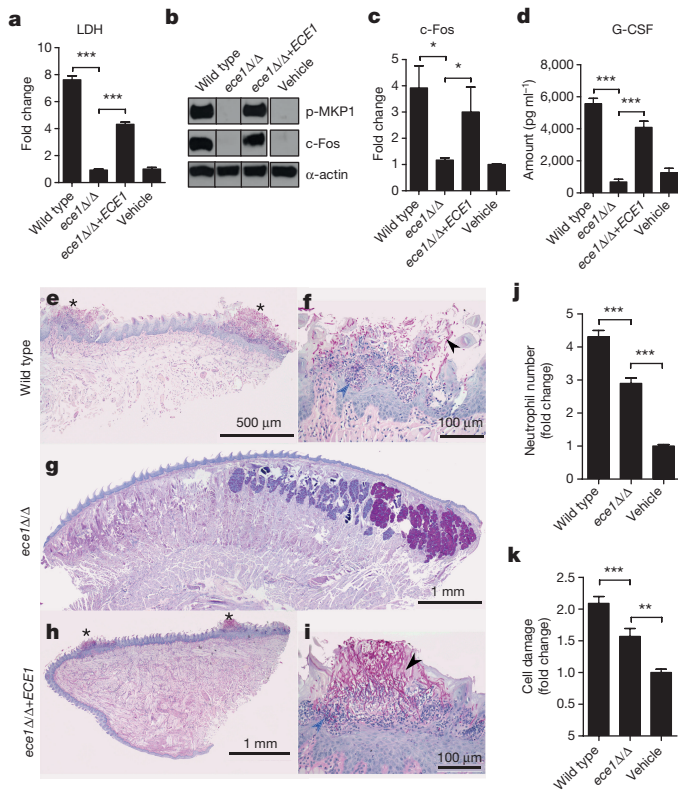 a
LDH
Fold change
10
8
6
4
2
0
***
***
Wild type
ece1Δ/Δ
ece1Δ/Δ+ECE1
Vehicle
b
Wild type
ece1Δ/Δ
ece1Δ/Δ+ECE1
Vehicle
p-MKP1
c-Fos
α-actin
c
c-Fos
Fold change
5
4
3
2
1
0
*
*
Wild type
ece1Δ/Δ
ece1Δ/Δ+ECE1
Vehicle
d
G-CSF
Amount (pg ml⁻¹)
8,000
6,000
4,000
2,000
0
***
***
Wild type
ece1Δ/Δ
ece1Δ/Δ+ECE1
Vehicle
Wild type
e
*
*
500 μm
f
100 μm
ece1Δ/Δ
g
1 mm
ece1Δ/Δ+ECE1
h
*
*
1 mm
i
100 μm
j
Neutrophil number
(fold change)
5
4
3
2
1
0
***
***
Wild type
ece1Δ/Δ
Vehicle
k
Cell damage
(fold change)
2.5
2.0
1.5
1.0
5
***
**
Wild type
ece1Δ/Δ
Vehicle